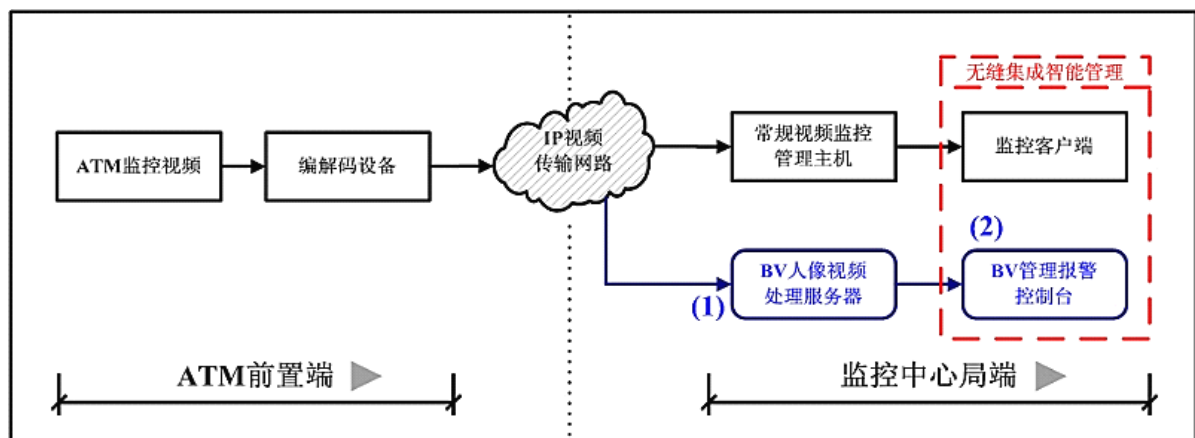 无缝集成智能管理
ATM监控视频
编解码设备
IP视频
传输网路
常规视频监控
管理主机
监控客户端
(1)
BV人像视频
处理服务器
(2)
BV管理报警
控制台
ATM前置端
监控中心局端